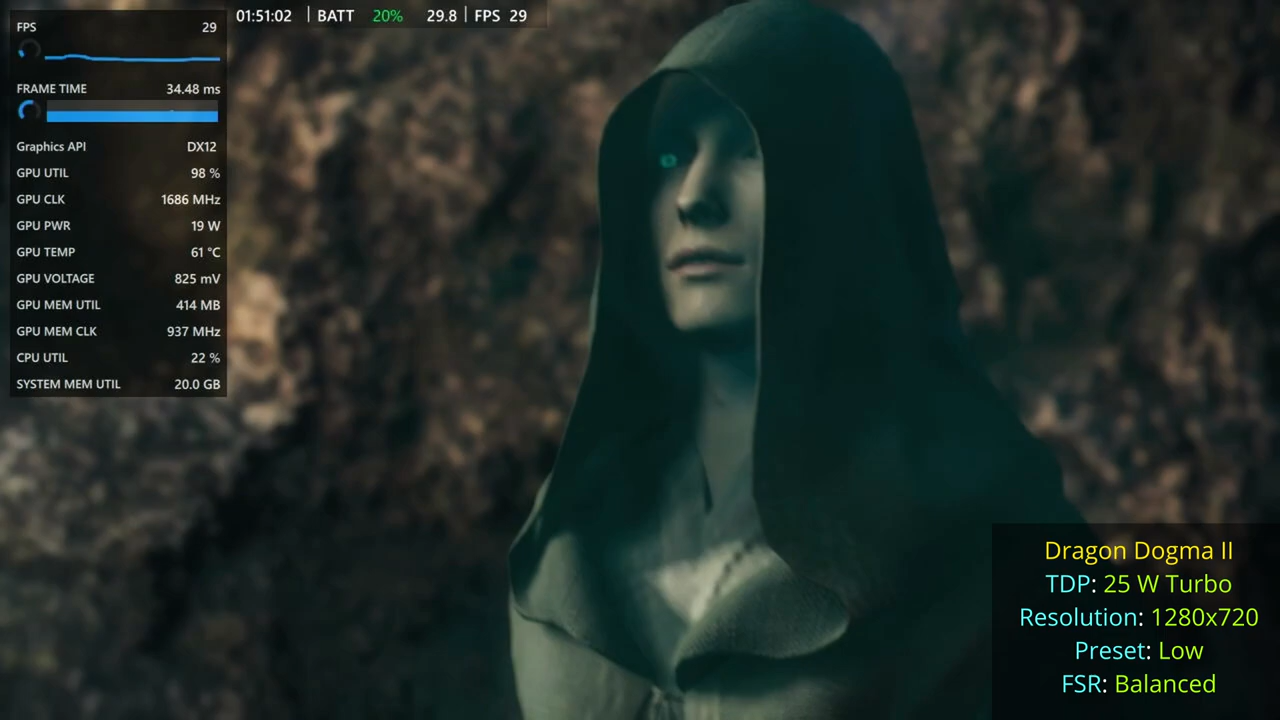 01:51:02 | BATT 20% 29.8 | FPS 29
FPS 29
FRAME TIME 34.48 ms
Graphics API DX12
GPU UTIL 98 %
GPU CLK 1686 MHz
GPU PWR 19 W
GPU TEMP 61 °C
GPU VOLTAGE 825 mV
GPU MEM UTIL 414 MB
GPU MEM CLK 937 MHz
CPU UTIL 22 %
SYSTEM MEM UTIL 20.0 GB
Dragon Dogma II
TDP: 25 W Turbo
Resolution: 1280x720
Preset: Low
FSR: Balanced